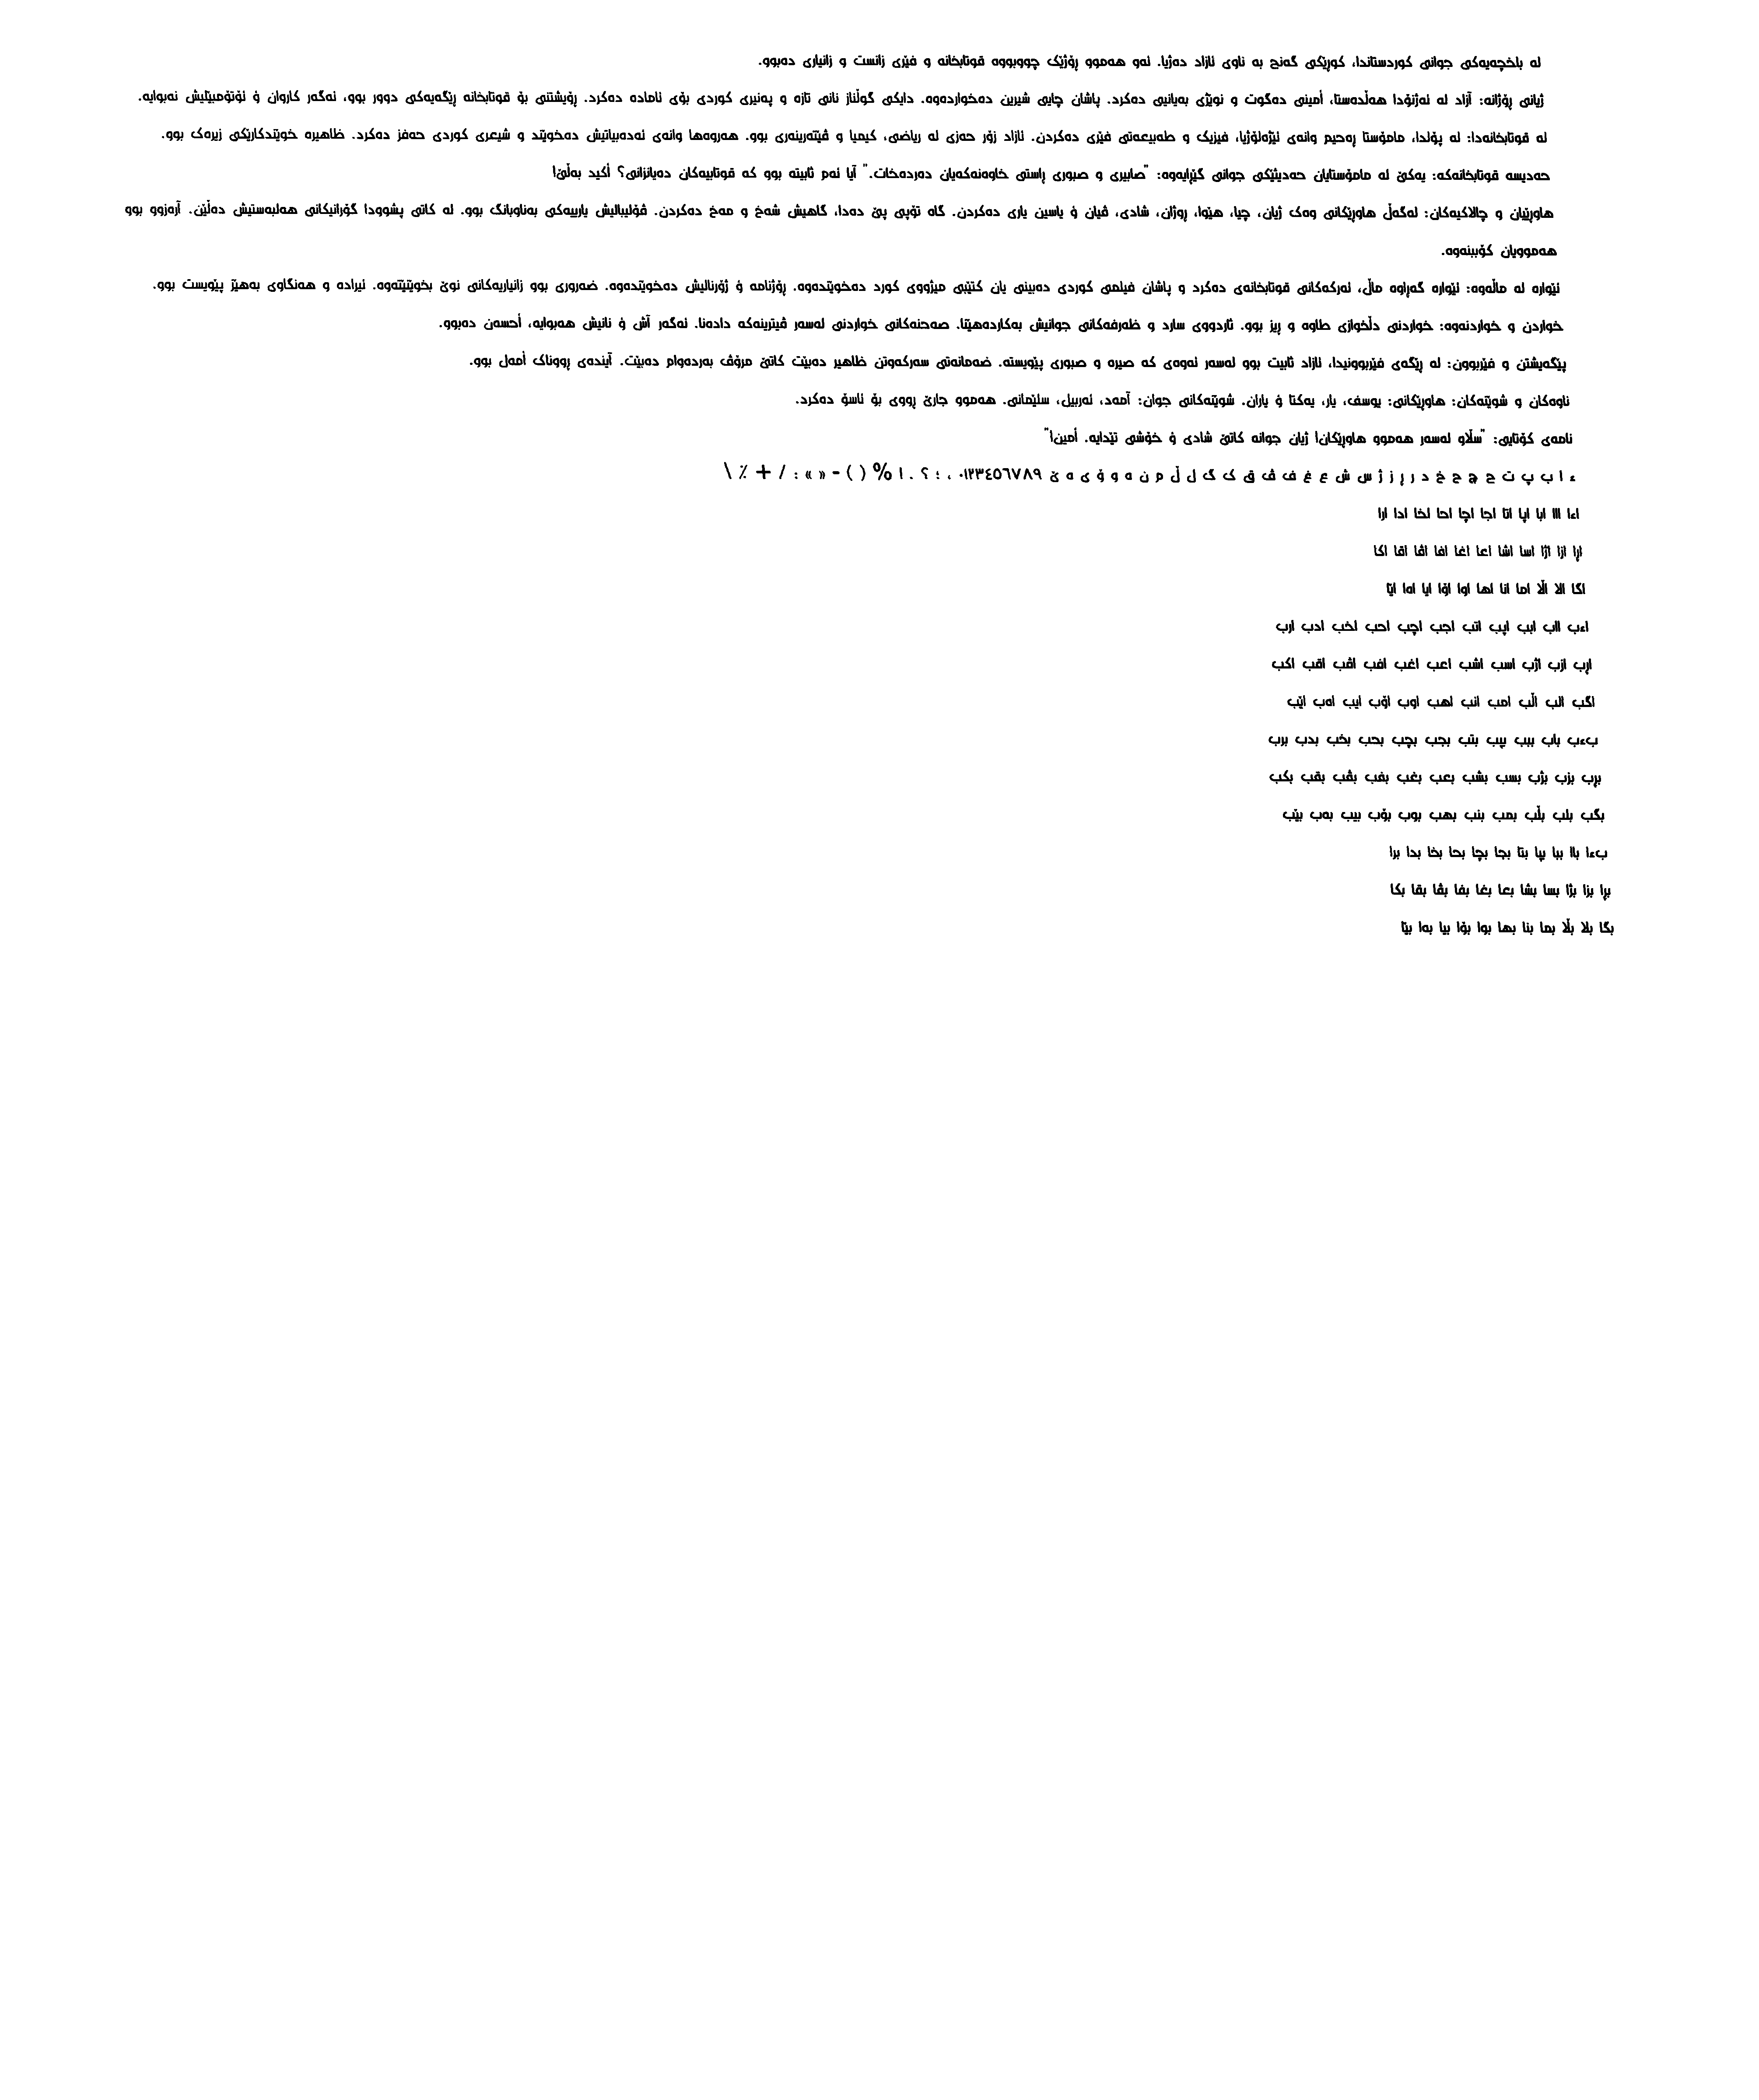 لە باخچەیەکی جوانی کوردستاندا، کوڕێکی گەنج بە ناوی ئازاد دەژیا. ئەو هەموو ڕۆژێک چووبووە قوتابخانە و فێری زانست و زانیاری دەبوو.
ژیانی ڕۆژانە: آزاد لە ئەژنۆدا هەڵدەستا، أمینی دەگوت و نوێژی بەیانیی دەکرد. پاشان چایی شیرین دەخواردەوە. دایکی گوڵناز نانی تازە و پەنیری کوردی بۆی ئامادە دەکرد. ڕۆیشتنی بۆ قوتابخانە ڕێگەیەکی دوور بوو، ئەگەر کاروان ۋ ئۆتۆمبێلیش نەبوایە.
لە قوتابخانەدا: لە پۆلدا، مامۆستا ڕەحیم وانەی ئێژەلۆژیا، فیزیک و طەبیعەتی فێری دەکردن. ئازاد زۆر حەزی لە ریاضی، کیمیا و ڤێتەرینەری بوو. هەروەها وانەی ئەدەبیاتیش دەخوێند و شیعری کوردی حەفز دەکرد. ظاهیرە خوێندکارێکی زیرەک بوو.
حەدیسە قوتابخانەکە: یەکێ لە مامۆستایان حەدیثێکی جوانی گێڕایەوە: "صابیری و صبوری ڕاستی خاوەنەکەیان دەردەخات." آیا ئەم ثابیتە بوو کە قوتابیەکان دەیانزانی؟ أکید بەڵێ!
هاوڕێیان و چالاکیەکان: لەگەڵ هاوڕێکانی وەک ژیان، چیا، هێوا، ڕوژان، شادی، ڤیان ۋ یاسین یاری دەکردن. گاە تۆپی پێ دەدا، گاهیش شەخ و مەخ دەکردن. ڤۆلیبالیش یارییەکی بەناوبانگ بوو. لە کاتی پشوودا گۆرانیکانی هەلبەستیش دەڵێن. آرەزوو بوو
هەموویان کۆببنەوە.
ئێوارە لە ماڵەوە: ئێوارە گەڕاوە ماڵ، ئەرکەکانی قوتابخانەی دەکرد و پاشان فیلمی کوردی دەبینی یان کتێبی میژووی کورد دەخوێندەوە. ڕۆژنامە ۋ ژۆرنالیش دەخوێندەوە. ضەروری بوو زانیاریەکانی نوێ بخوێنێتەوە. ئیرادە و هەنگاوی بەهێز پێویست بوو.
خواردن و خواردنەوە: خواردنی دڵخوازی طاوە و ڕیز بوو. ئاردووی سارد و ظەرفەکانی جوانیش بەکاردەهێنا. صەحنەکانی خواردنی لەسەر ڤیترینەکە دادەنا. ئەگەر آش ۋ نانیش هەبوایە، أحسەن دەبوو.
پێگەیشتن و فێربوون: لە ڕێگەی فێربوونیدا، ئازاد ثابیت بوو لەسەر ئەوەی کە صیرە و صبوری پێویستە. ضەمانەتی سەرکەوتن ظاهیر دەبێت کاتێ مرۆڤ بەردەوام دەبێت. آیندەی ڕووناک أمەل بوو.
ناوەکان و شوێنەکان: هاوڕێکانی: یوسف، یار، یەکتا ۋ یاران. شوێنەکانی جوان: آمەد، ئەربیل، سلێمانی. هەموو جارێ ڕووی بۆ ئاسۆ دەکرد.
نامەی کۆتایی: "سڵاو لەسەر هەموو هاوڕێکان! ژیان جوانە کاتێ شادی ۋ خۆشی تێدایە. أمین!"
ء ا ب پ ت ج چ ح خ د ر ڕ ز ژ س ش ع غ ف ڤ ق ک گ ل ڵ م ن ه و ۆ ی ە ێ ٠١٢٣٤٥٦٧٨٩ ، ؛ ؟ . ! % ( ) - « » : / + ٪ \
اءا ااا ابا اپا اتا اجا اچا احا اخا ادا ارا
اڕا ازا اژا اسا اشا اعا اغا افا اڤا اقا اکا
اگا الا اڵا اما انا اها اوا اۆا ایا اەا اێا
اءب ااب ابب اپب اتب اجب اچب احب اخب ادب ارب
اڕب ازب اژب اسب اشب اعب اغب افب اڤب اقب اکب
اگب الب اڵب امب انب اهب اوب اۆب ایب اەب اێب
بءب باب ببب بپب بتب بجب بچب بحب بخب بدب برب
بڕب بزب بژب بسب بشب بعب بغب بفب بڤب بقب بکب
بگب بلب بڵب بمب بنب بهب بوب بۆب بیب بەب بێب
بءا باا ببا بپا بتا بجا بچا بحا بخا بدا برا
بڕا بزا بژا بسا بشا بعا بغا بفا بڤا بقا بکا
بگا بلا بڵا بما بنا بها بوا بۆا بیا بەا بێا